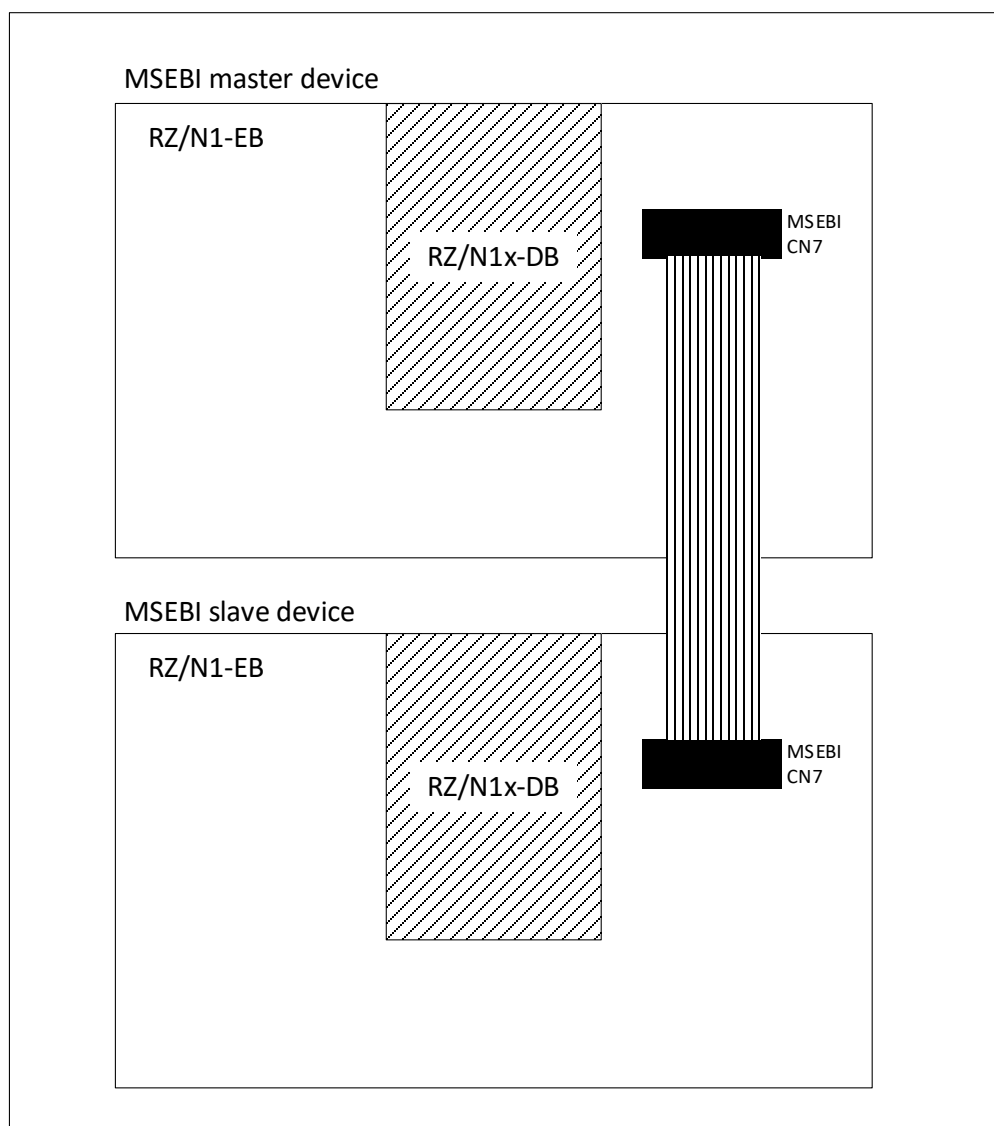 MSEBI master device
RZ/N1-EB
RZ/N1x-DB
MSEBI
CN7
MSEBI slave device
RZ/N1-EB
RZ/N1x-DB
MSEBI
CN7